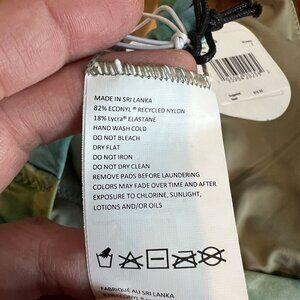 MADE IN SRI LANKA
82% ECONYL ® RECYCLED NYLON
18% Lycra® ELASTANE
HAND WASH COLD
DO NOT BLEACH
DRY FLAT
DO NOT IRON
DO NOT DRY CLEAN
REMOVE PADS BEFORE LAUNDERING
COLORS MAY FADE OVER TIME AND AFTER
EXPOSURE TO CHLORINE, SUNLIGHT,
LOTIONS AND/OR OILS
FABRIQUÉ AU SRI LANKA